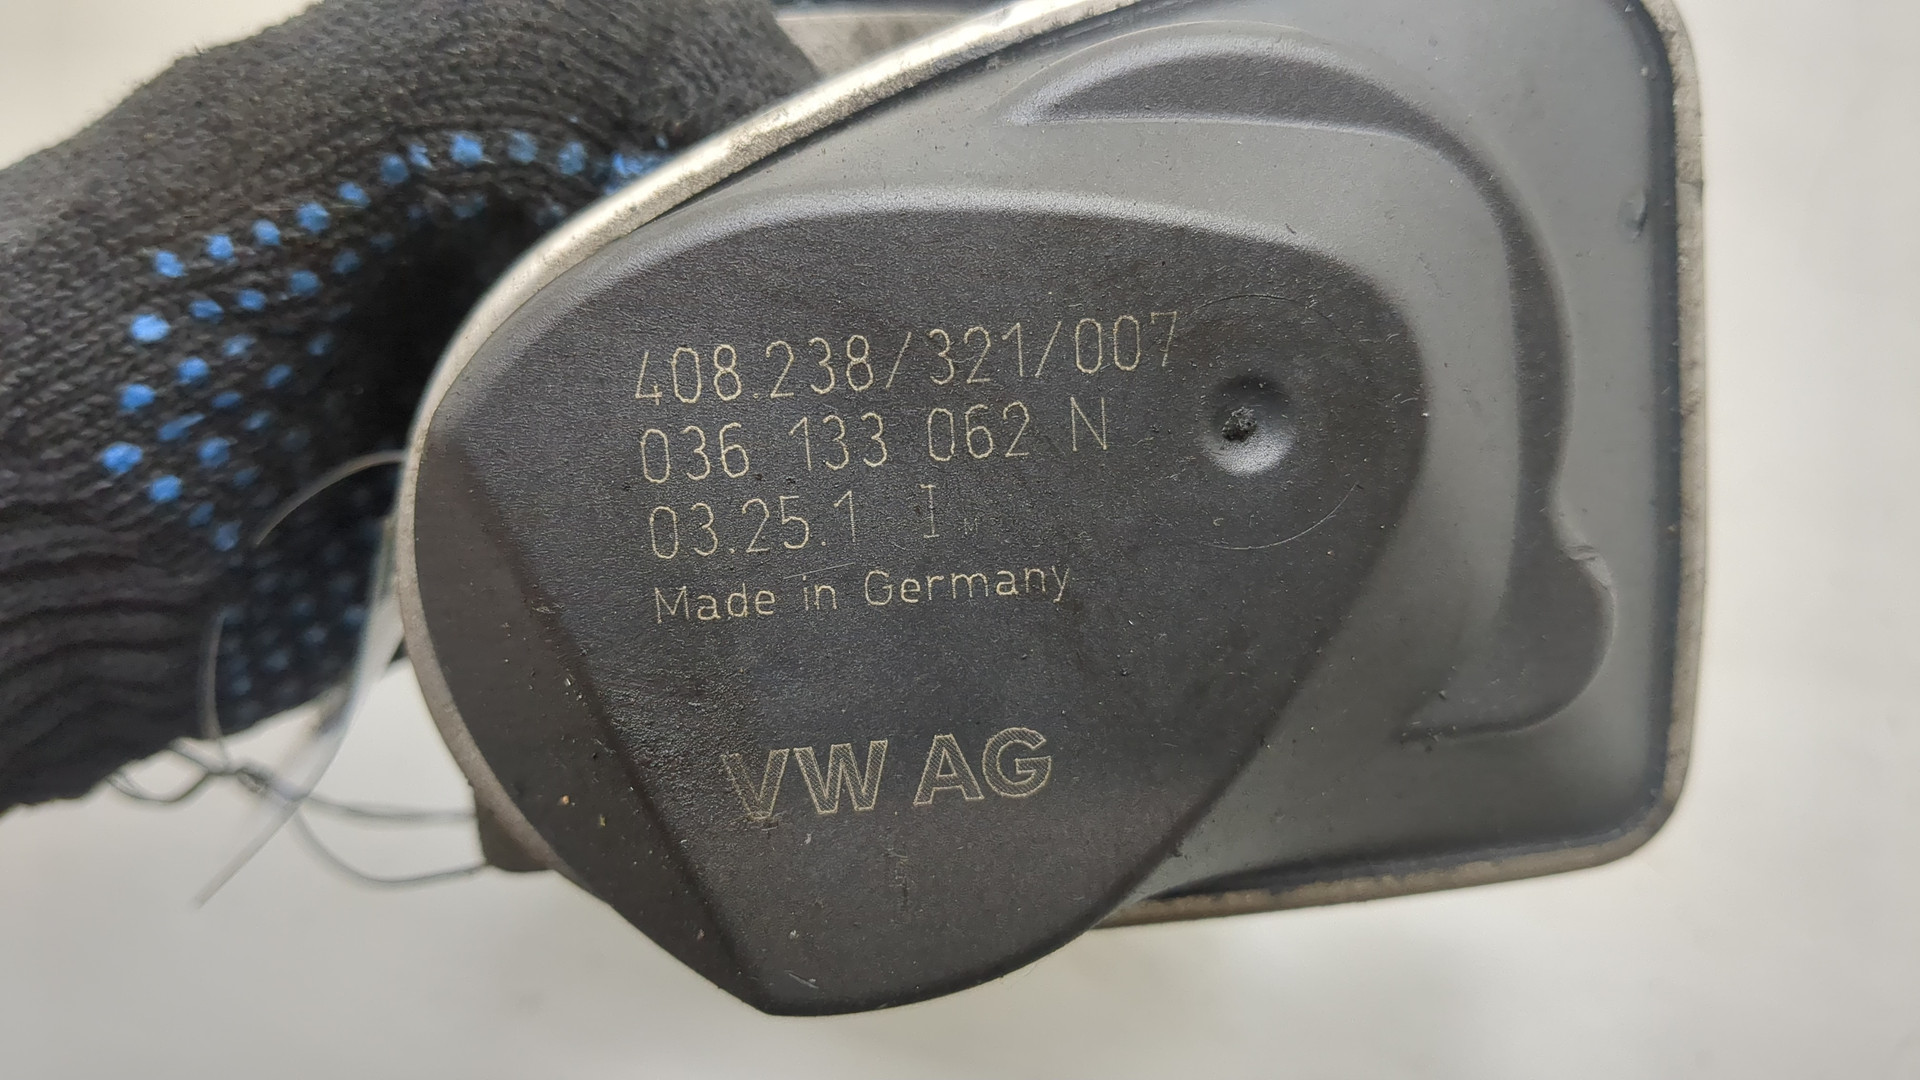 408.238/321/007
036 133 062 N
03.25.1 I
Made in Germany
VW AG